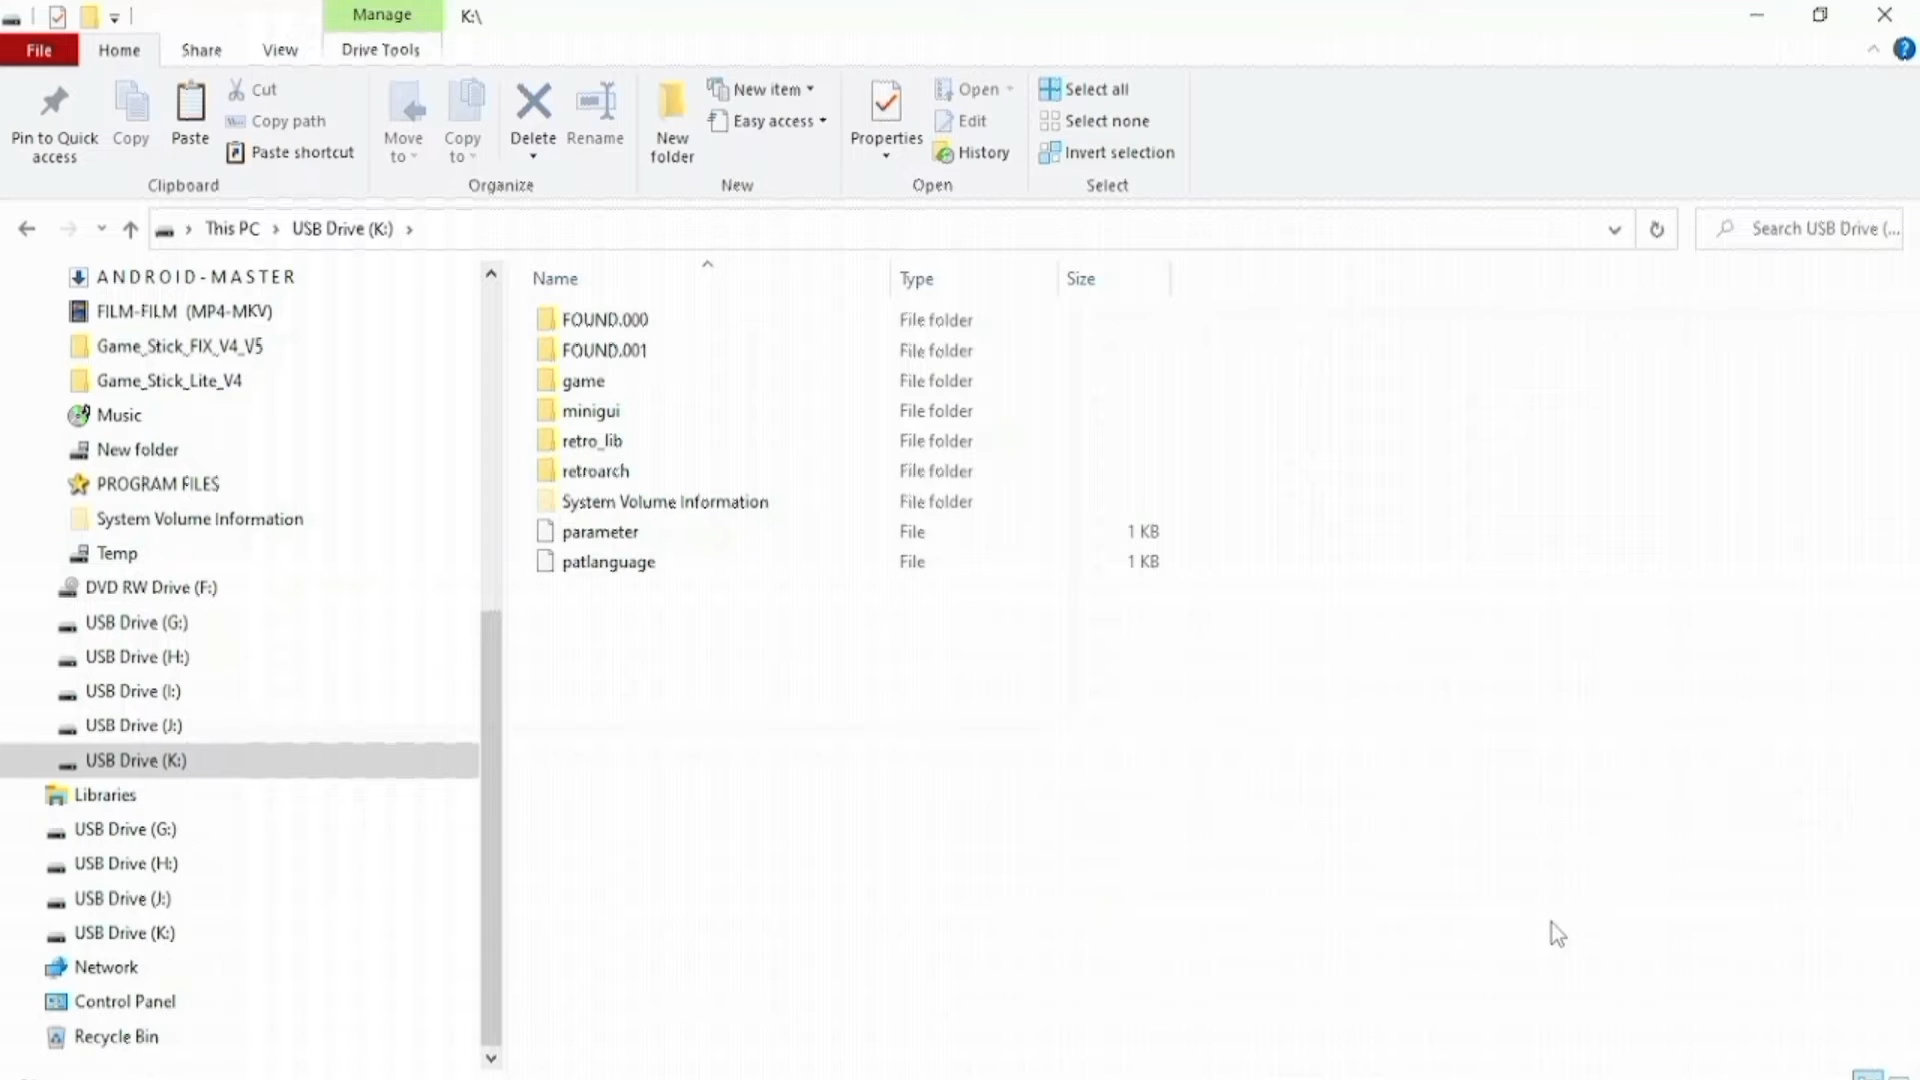 Manage
K:\
File
Home
Share
View
Drive Tools
Pin to Quick access
Copy
Paste
Cut
Copy path
Paste shortcut
Clipboard
Move to
Copy to
Delete
Rename
Organize
New folder
New item
Easy access
New
Properties
Open
Edit
History
Open
Select all
Select none
Invert selection
Select
This PC
USB Drive (K:)
Search USB Drive (...
ANDROID-MASTER
FILM-FILM (MP4-MKV)
Game_Stick_FIX_V4_V5
Game_Stick_Lite_V4
Music
New folder
PROGRAM FILES
System Volume Information
Temp
DVD RW Drive (F:)
USB Drive (G:)
USB Drive (H:)
USB Drive (I:)
USB Drive (J:)
USB Drive (K:)
Libraries
USB Drive (G:)
USB Drive (H:)
USB Drive (J:)
USB Drive (K:)
Network
Control Panel
Recycle Bin
Name Type Size
FOUND.000 File folder
FOUND.001 File folder
game File folder
minigui File folder
retro_lib File folder
retroarch File folder
System Volume Information File folder
parameter File 1 KB
patlanguage File 1 KB